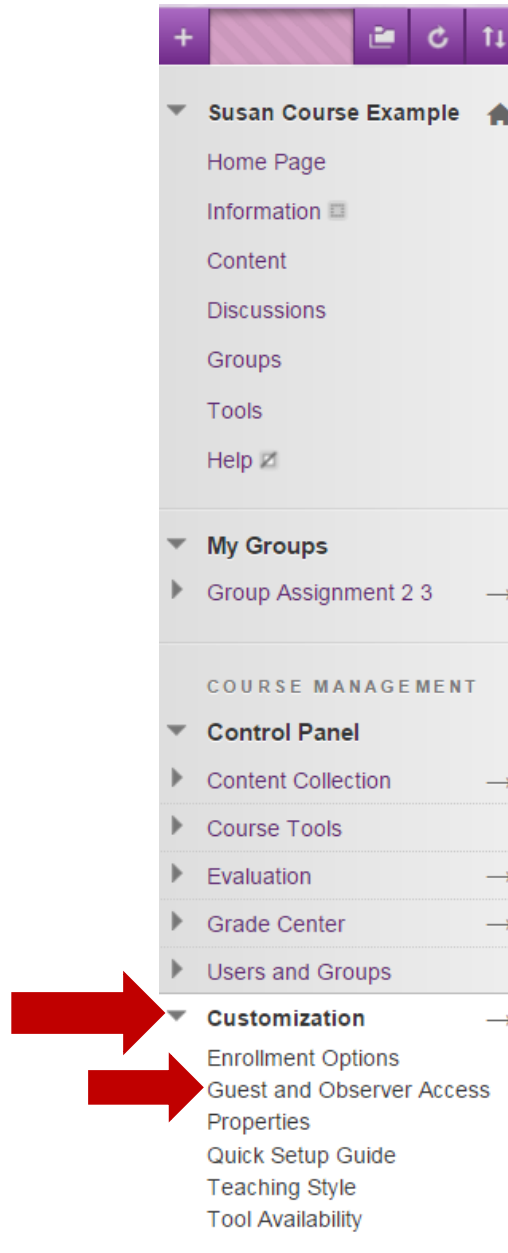 Susan Course Example
Home Page
Information
Content
Discussions
Groups
Tools
Help
My Groups
Group Assignment 2 3
COURSE MANAGEMENT
Control Panel
Content Collection
Course Tools
Evaluation
Grade Center
Users and Groups
Customization
Enrollment Options
Guest and Observer Access
Properties
Quick Setup Guide
Teaching Style
Tool Availability